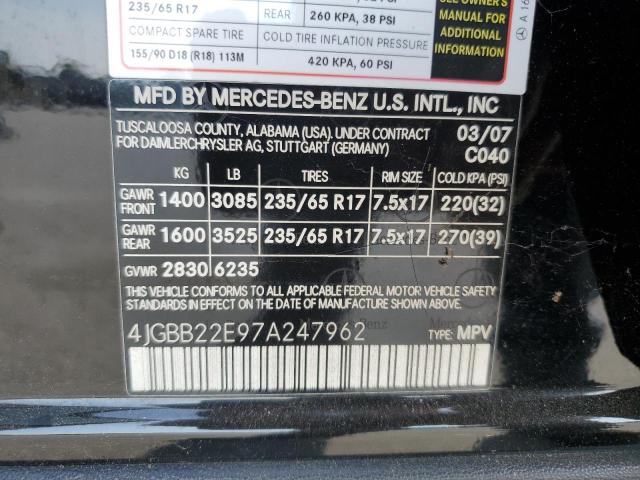 235/65 R17
REAR 260 KPA, 38 PSI
COMPACT SPARE TIRE COLD TIRE INFLATION PRESSURE
155/90 D18 (R18) 113M 420 KPA, 60 PSI
SEE OWNER'S
MANUAL FOR
ADDITIONAL
INFORMATION
A 16
MFD BY MERCEDES-BENZ U.S. INTL., INC
TUSCALOOSA COUNTY, ALABAMA (USA). UNDER CONTRACT 03/07
FOR DAIMLERCHRYSLER AG, STUTTGART (GERMANY) C040
KG LB TIRES RIM SIZE COLD KPA (PSI)
GAWR FRONT 1400 3085 235/65 R17 7.5x17 220(32)
GAWR REAR 1600 3525 235/65 R17 7.5x17 270(39)
GVWR 2830 6235
THIS VEHICLE CONFORMS TO ALL APPLICABLE FEDERAL MOTOR VEHICLE SAFETY
STANDARDS IN EFFECT ON THE DATE OF MANUFACTURE SHOWN ABOVE.
4JGBB22E97A247962 TYPE: MPV